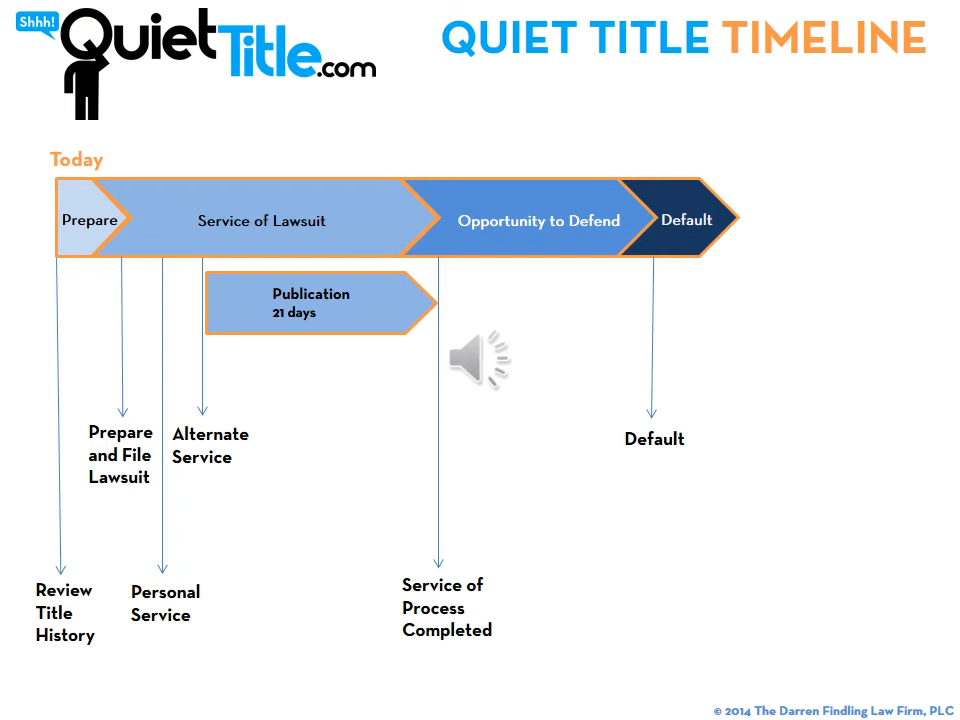 Shhh!
QuietTitle.com
QUIET TITLE TIMELINE
Today
Prepare
Service of Lawsuit
Opportunity to Defend
Default
Publication
21 days
Prepare
and File
Lawsuit
Alternate
Service
Default
Review
Title
History
Personal
Service
Service of
Process
Completed
© 2014 The Darren Findling Law Firm, PLC